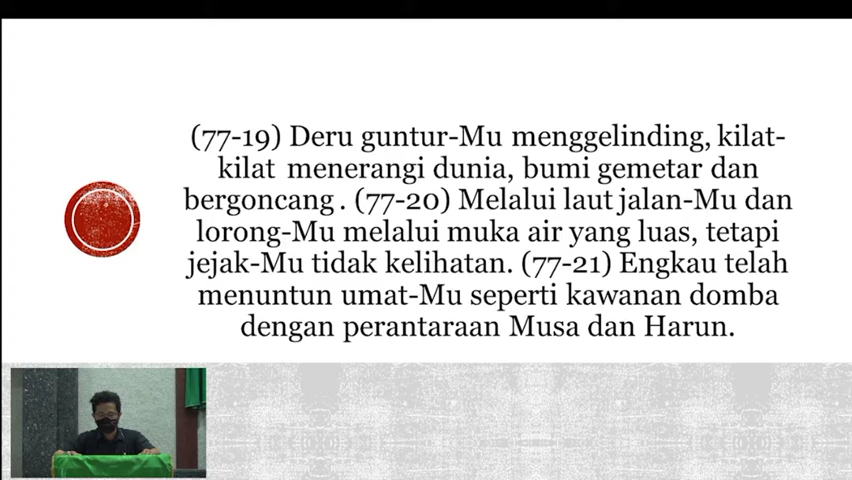 (77-19) Deru guntur-Mu menggelinding, kilat-
kilat menerangi dunia, bumi gemetar dan
bergoncang . (77-20) Melalui laut jalan-Mu dan
lorong-Mu melalui muka air yang luas, tetapi
jejak-Mu tidak kelihatan. (77-21) Engkau telah
menuntun umat-Mu seperti kawanan domba
dengan perantaraan Musa dan Harun.